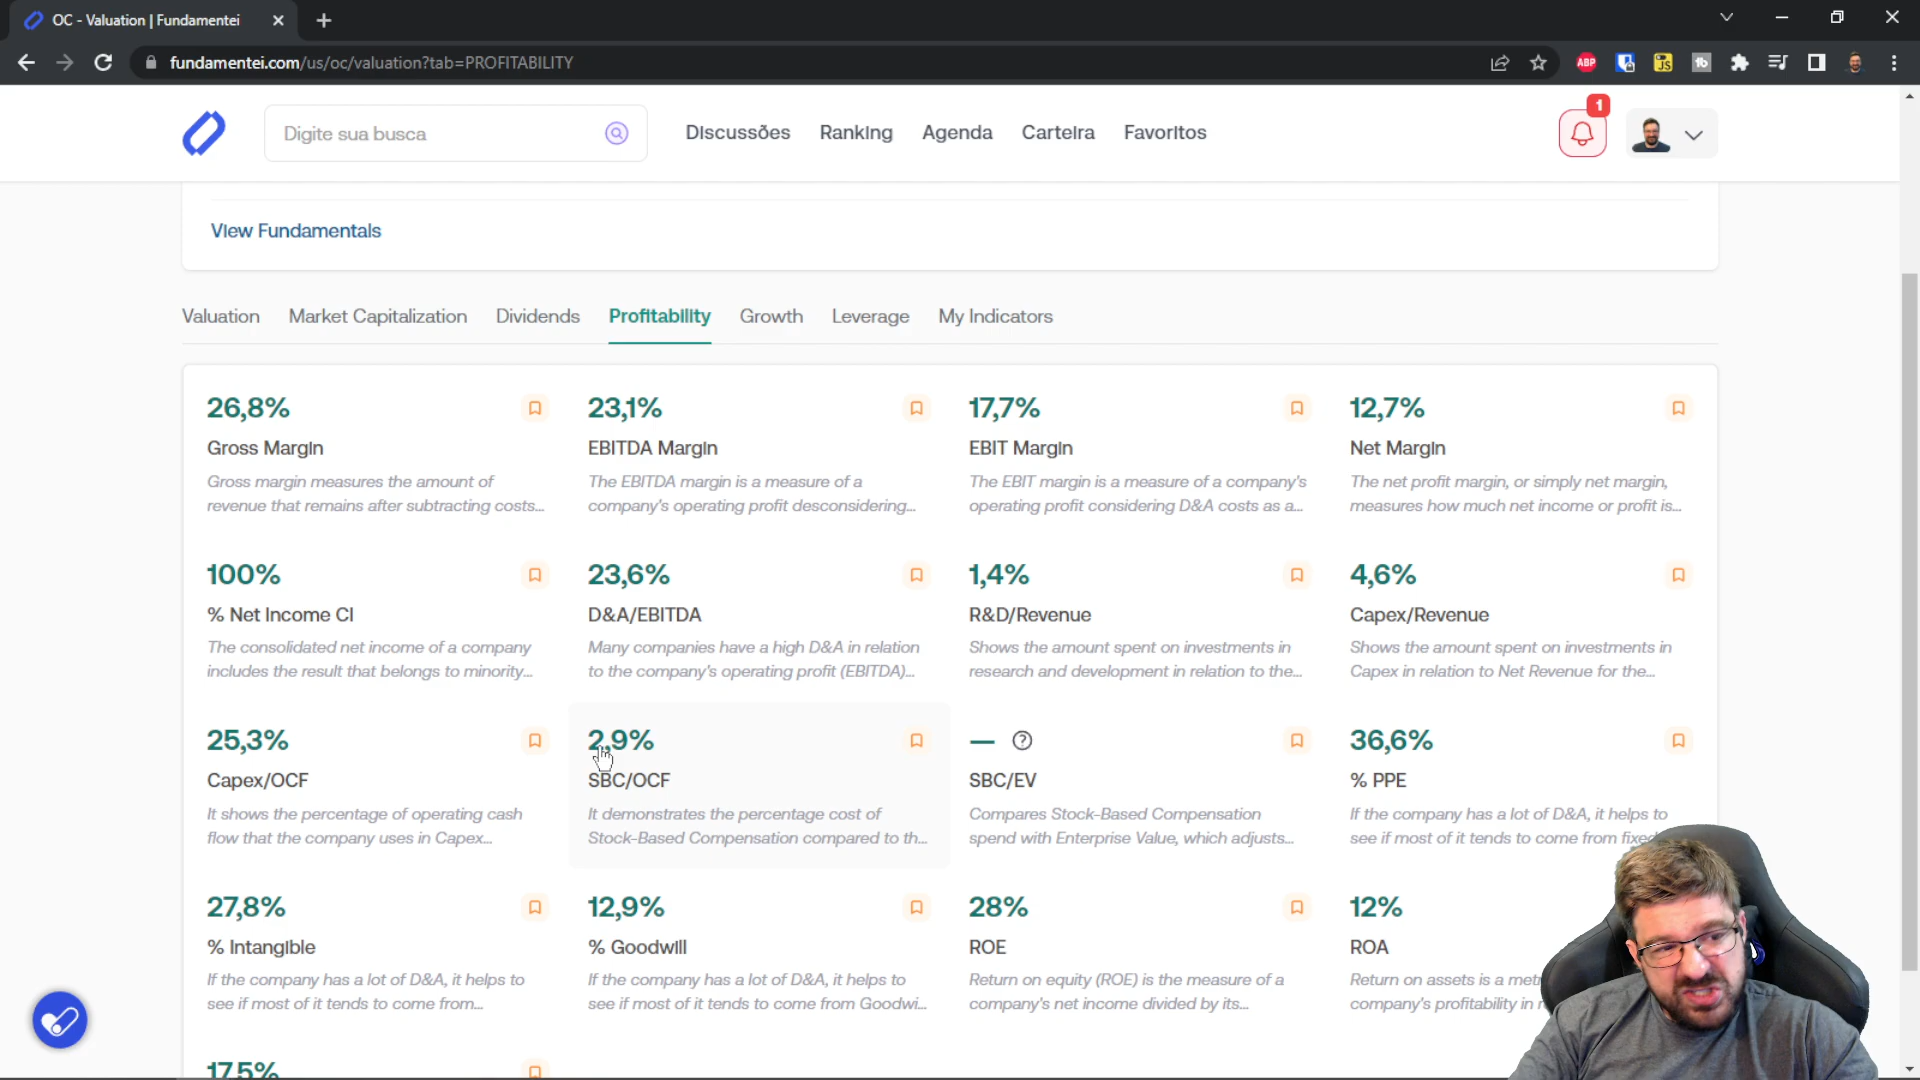 OC - Valuation | Fundamentei
fundamentei.com/us/oc/valuation?tab=PROFITABILITY
ABP
JS
tb
Digite sua busca
Discussões
Ranking
Agenda
Carteira
Favoritos
1
View Fundamentals
Valuation
Market Capitalization
Dividends
Profitability
Growth
Leverage
My Indicators
26,8%
Gross Margin
Gross margin measures the amount of
revenue that remains after subtracting costs...
23,1%
EBITDA Margin
The EBITDA margin is a measure of a
company's operating profit desconsidering...
17,7%
EBIT Margin
The EBIT margin is a measure of a company's
operating profit considering D&A costs as a...
12,7%
Net Margin
The net profit margin, or simply net margin,
measures how much net income or profit is...
100%
% Net Income CI
The consolidated net income of a company
includes the result that belongs to minority...
23,6%
D&A/EBITDA
Many companies have a high D&A in relation
to the company's operating profit (EBITDA)...
1,4%
R&D/Revenue
Shows the amount spent on investments in
research and development in relation to the...
4,6%
Capex/Revenue
Shows the amount spent on investments in
Capex in relation to Net Revenue for the...
25,3%
Capex/OCF
It shows the percentage of operating cash
flow that the company uses in Capex...
2,9%
SBC/OCF
It demonstrates the percentage cost of
Stock-Based Compensation compared to th...
— ?
SBC/EV
Compares Stock-Based Compensation
spend with Enterprise Value, which adjusts...
36,6%
% PPE
If the company has a lot of D&A, it helps to
see if most of it tends to come from
27,8%
% Intangible
If the company has a lot of D&A, it helps to
see if most of it tends to come from...
12,9%
% Goodwill
If the company has a lot of D&A, it helps to
see if most of it tends to come from Goodwi...
28%
ROE
Return on equity (ROE) is the measure of a
company's net income divided by its...
12%
ROA
Return on assets is a
company's profitability in
17,5%